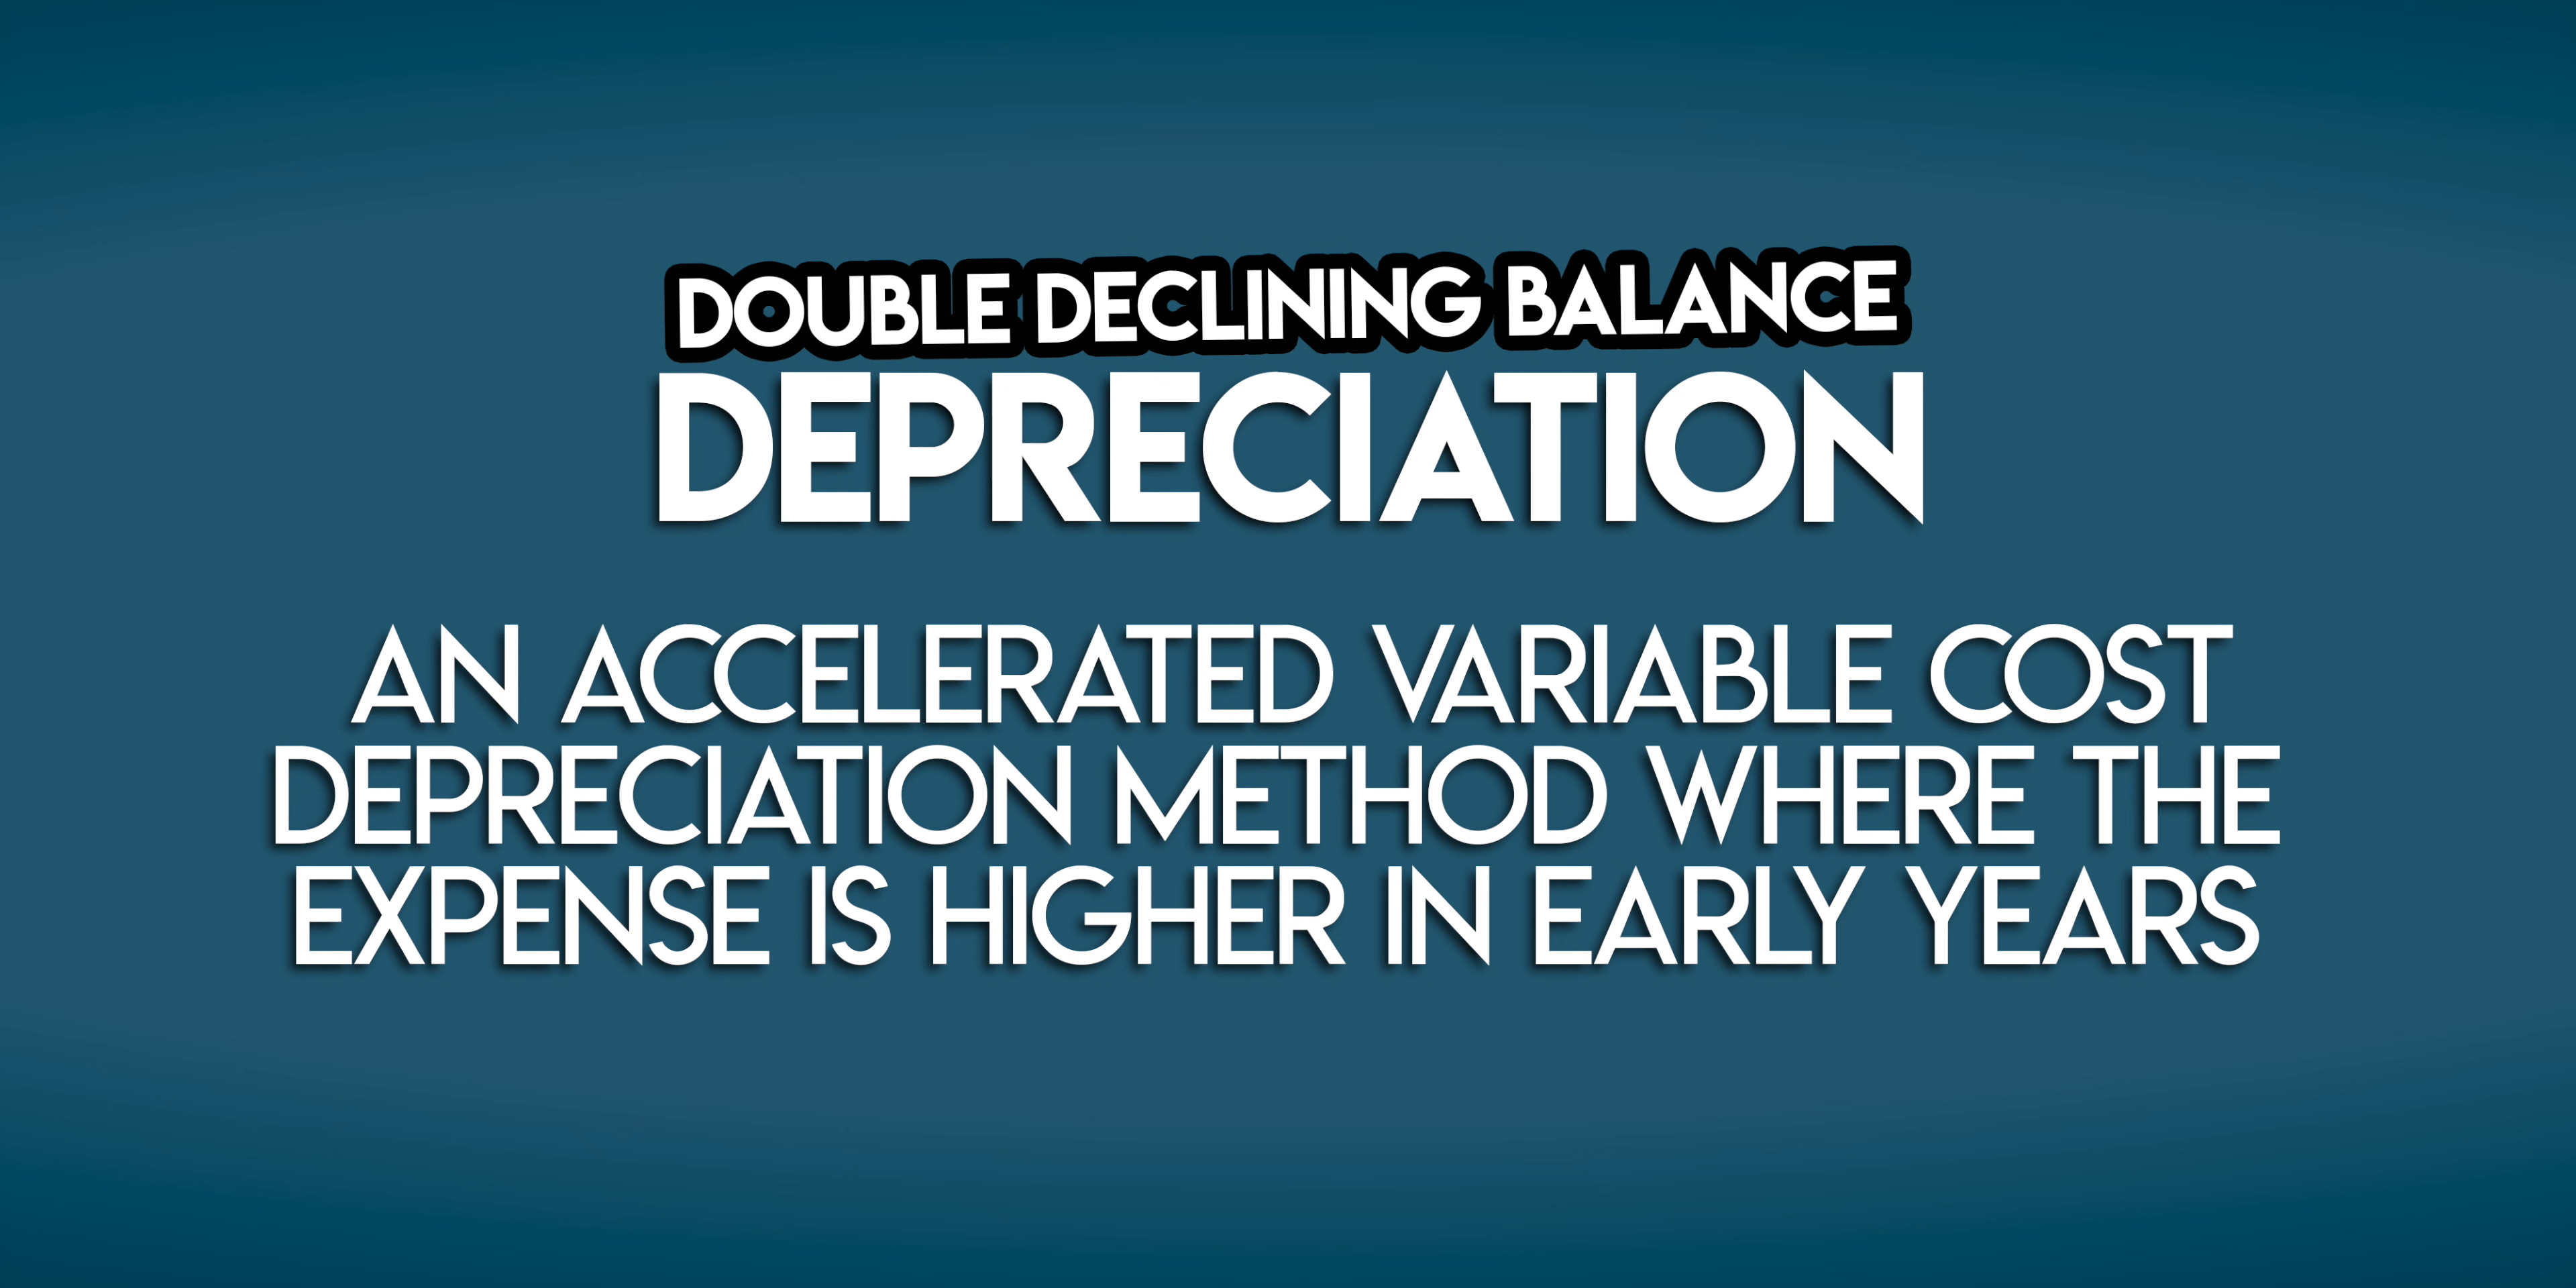 DOUBLE DECLINING BALANCE
DEPRECIATION
AN ACCELERATED VARIABLE COST
DEPRECIATION METHOD WHERE THE
EXPENSE IS HIGHER IN EARLY YEARS